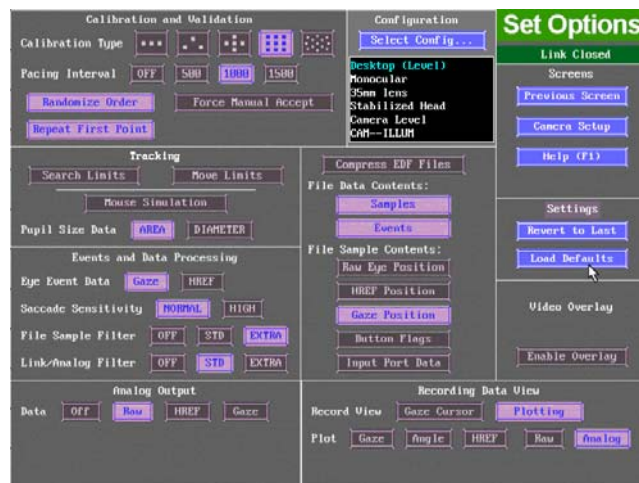 Calibration and Validation
Calibration Type
Pacing Interval OFF 500 1000 1500
Randomize Order Force Manual Accept
Repeat First Point
Configuration
Select Config...
Desktop (Level)
Monocular
35mm lens
Stabilized Head
Camera Level
CAM--ILLUM
Set Options
Link Closed
Screens
Previous Screen
Camera Setup
Help (F1)
Tracking
Search Limits Move Limits
Mouse Simulation
Pupil Size Data AREA DIAMETER
Compress EDF Files
File Data Contents:
Samples
Events
File Sample Contents:
Raw Eye Position
HREF Position
Gaze Position
Button Flags
Input Port Data
Settings
Revert to Last
Load Defaults
Events and Data Processing
Eye Event Data Gaze HREF
Saccade Sensitivity NORMAL HIGH
File Sample Filter OFF STD EXTRA
Link/Analog Filter OFF STD EXTRA
Video Overlay
Enable Overlay
Analog Output
Data Off Raw HREF Gaze
Recording Data View
Record View Gaze Cursor Plotting
Plot Gaze Angle HREF Raw Analog